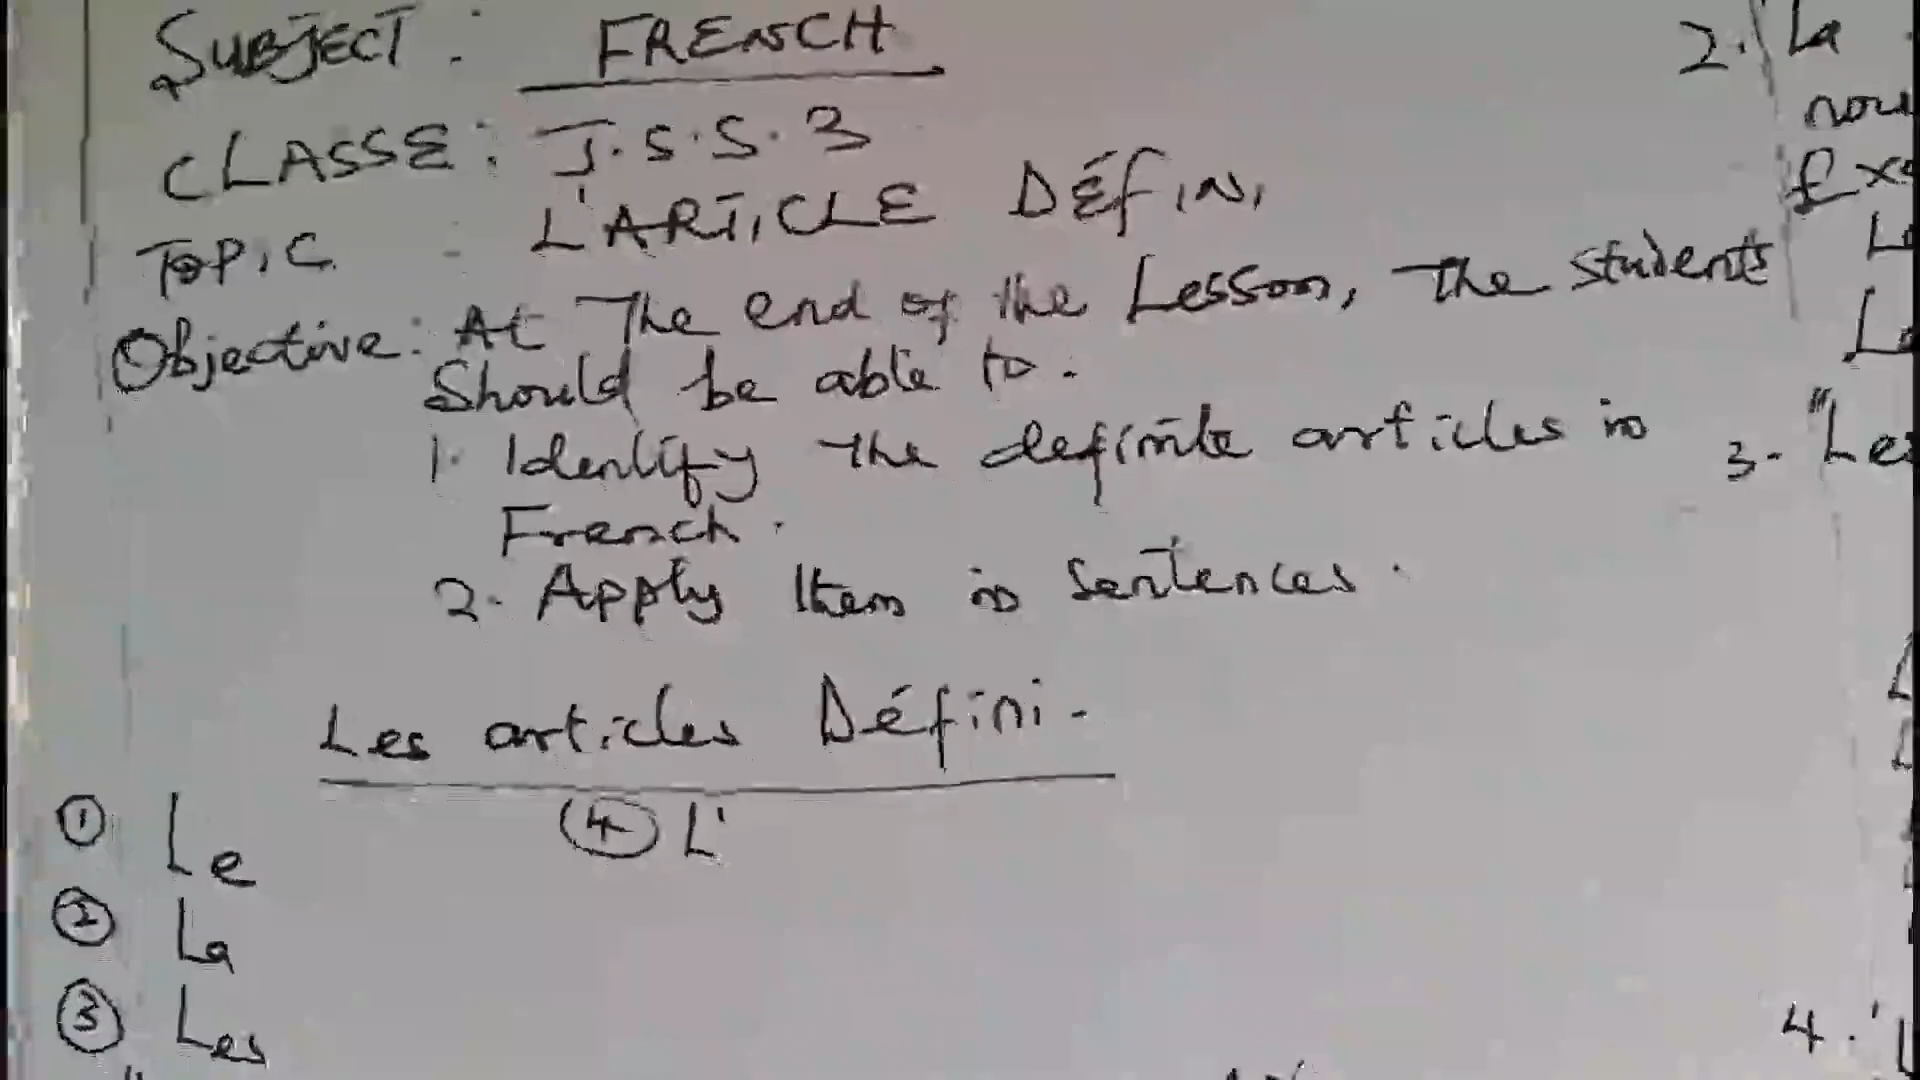 SUBJECT: FRENCH
CLASSE: J.S.S.3
TOPIC - L'ARTICLE DÉFINI
Objective: At The end of the Lesson, The students
Should be able to.
1. Identify the definite articles in
French.
2. Apply them in sentences.
Les articles Défini-
① Le
④ L'
② La
③ Les
2. La
3. "Les
4. '